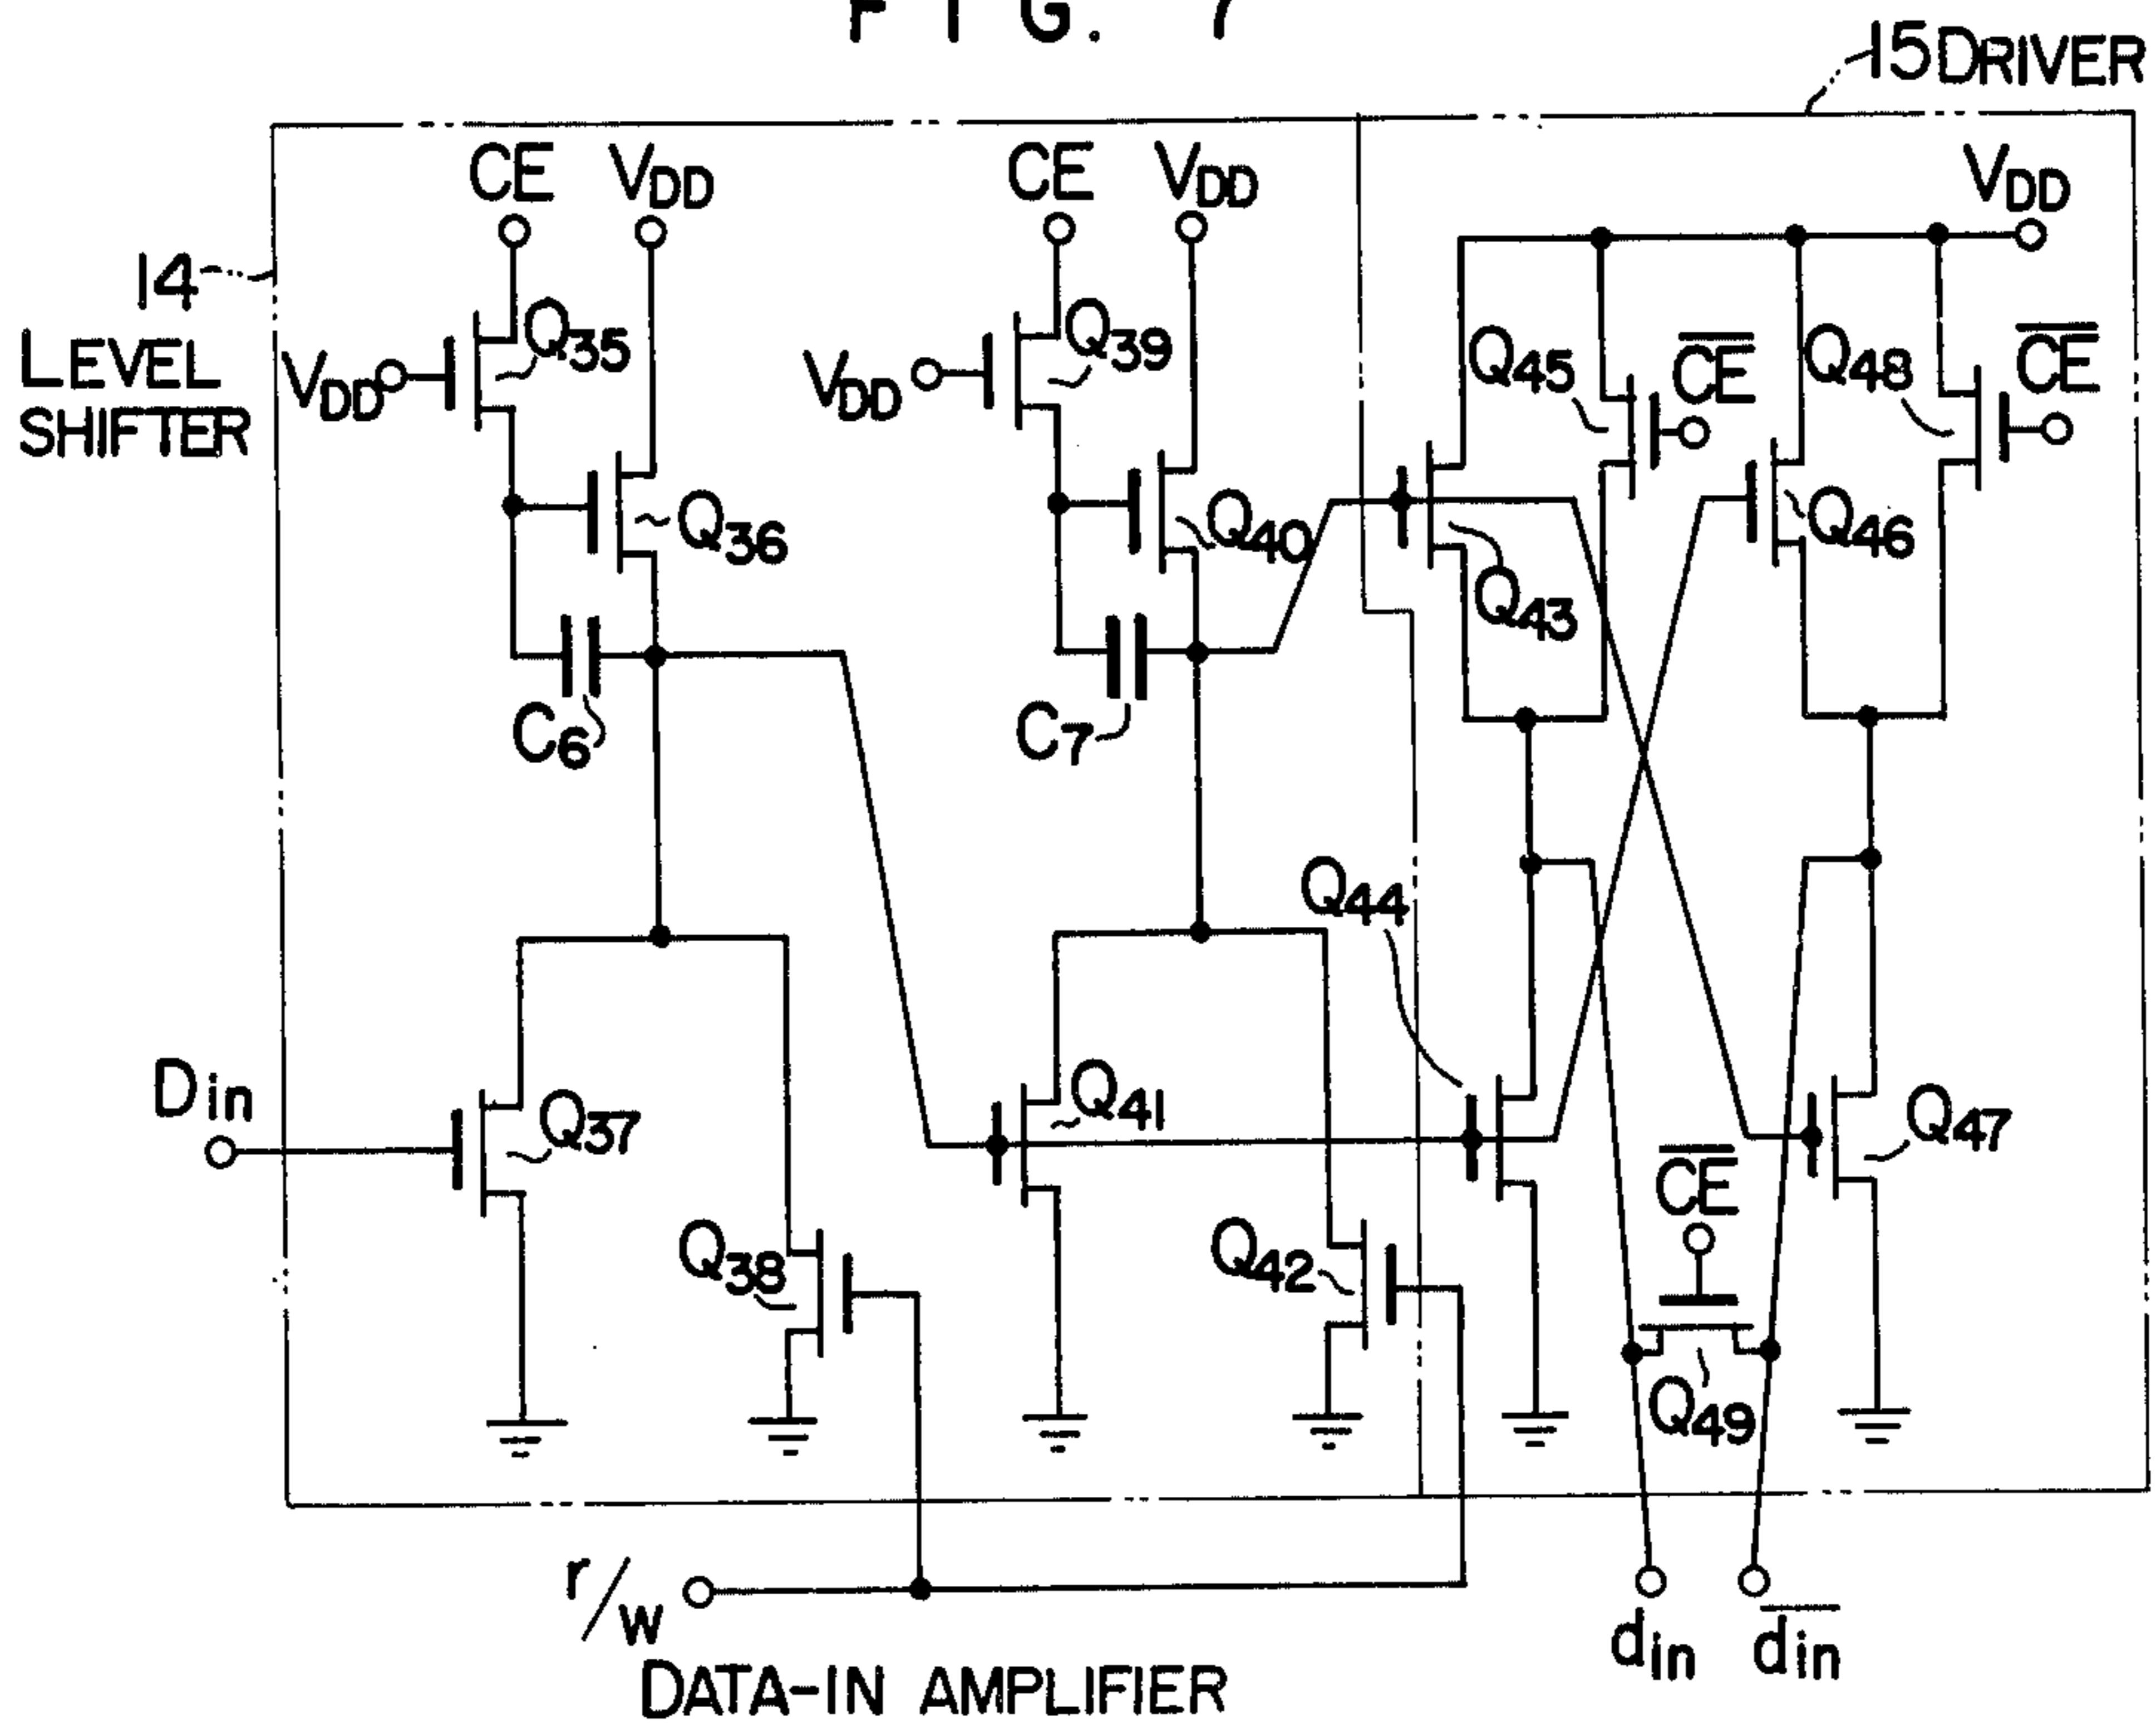 FIG. 7
15 DRIVER
CE VDD CE VDD VDD
14
LEVEL
SHIFTER
VDD Q35 VDD Q39 Q45 CE Q48 CE
Q36 Q40 Q43 Q46
C6 C7
Q44
Din Q37 Q41 Q47
CE
Q38 Q42 Q49
r/w
din din
DATA-IN AMPLIFIER